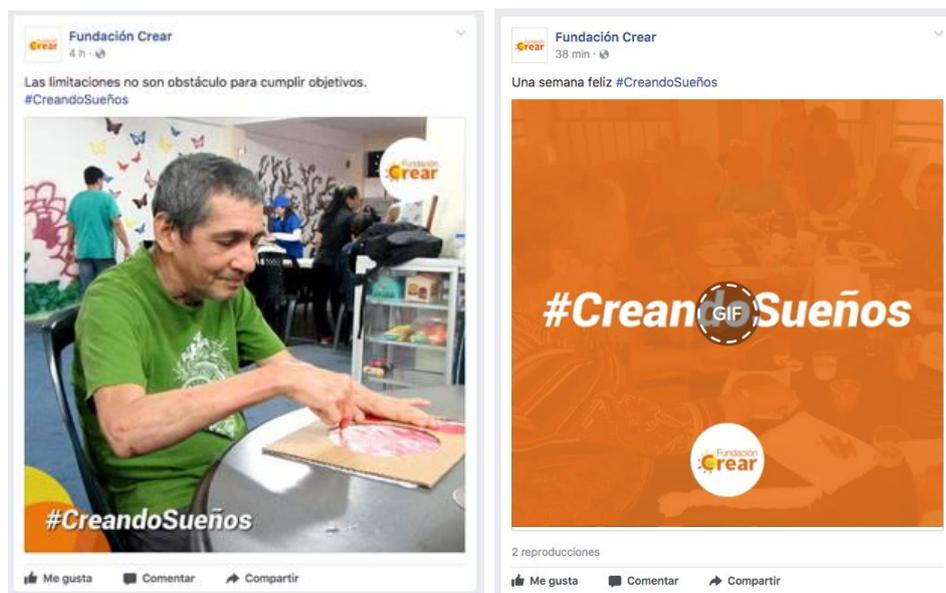 Fundación Crear
4 h
Las limitaciones no son obstáculo para cumplir objetivos.
#CreandoSueños
Fundación
Crear
#CreandoSueños
Me gusta Comentar Compartir
Fundación Crear
38 min
Una semana feliz #CreandoSueños
#CreandoSueños
GIF
Fundación
Crear
2 reproducciones
Me gusta Comentar Compartir